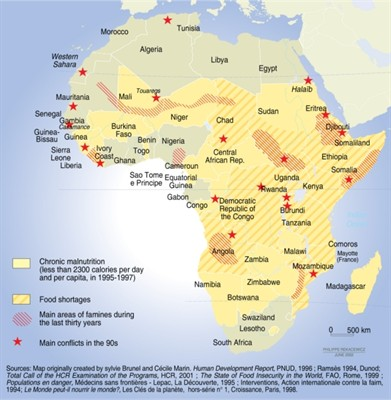 Tunisia
Morocco
Algeria
Libya
Egypt
Western
Sahara
Halaib
Mauritania
Mali
Touaregs
Niger
Chad
Sudan
Eritrea
Senegal
Gambia
Casamance
Djibouti
Guinea-
Bissau
Guinea
Burkina
Faso
Benin
Nigeria
Somaliland
Sierra
Leone
Ivory
Coast
Togo
Ghana
Central
African Rep.
Ethiopia
Liberia
Cameroun
Somalia
Sao Tome
e Principe
Equatorial
Guinea
Uganda
Kenya
Gabon
Rwanda
Congo
Democratic
Republic of
the Congo
Burundi
Tanzania
Comoros
Mayotte
(France)
Angola
Malawi
Zambia
Mozambique
Zimbabwe
Madagascar
Namibia
Botswana
Swaziland
Lesotho
South Africa
Chronic malnutrition
(less than 2300 calories per day
and per capita, in 1995-1997)
Food shortages
Main areas of famines during
the last thirty years
Main conflicts in the 90s
0
500 km
PHILIPPE REKACEWICZ
JUNE 2002
Sources: Map originally created by sylvie Brunel and Cécile Marin. Human Development Report, PNUD, 1996 ; Ramsès 1994, Dunod;
Total Call of the HCR Examination of the Programs, HCR, 2001 ; The State of Food Insecurity in the World, FAO, Rome, 1999 ;
Populations en danger, Médecins sans frontières - Lepac, La Découverte, 1995 ; Interventions, Action internationale contre la faim,
1994; Le Monde peut-il nourrir le monde?, Les Clés de la planète, hors-série n° 1, Croissance, Paris, 1998.